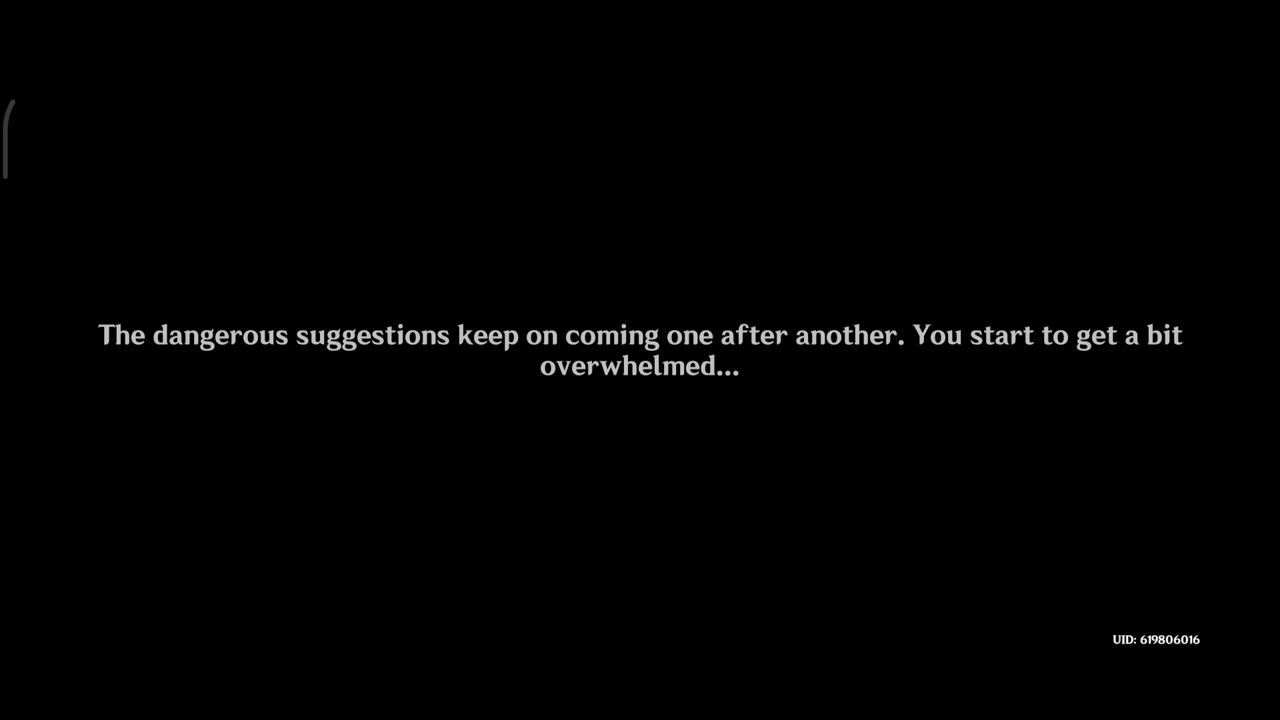 The dangerous suggestions keep on coming one after another. You start to get a bit
overwhelmed...
UID: 619806016